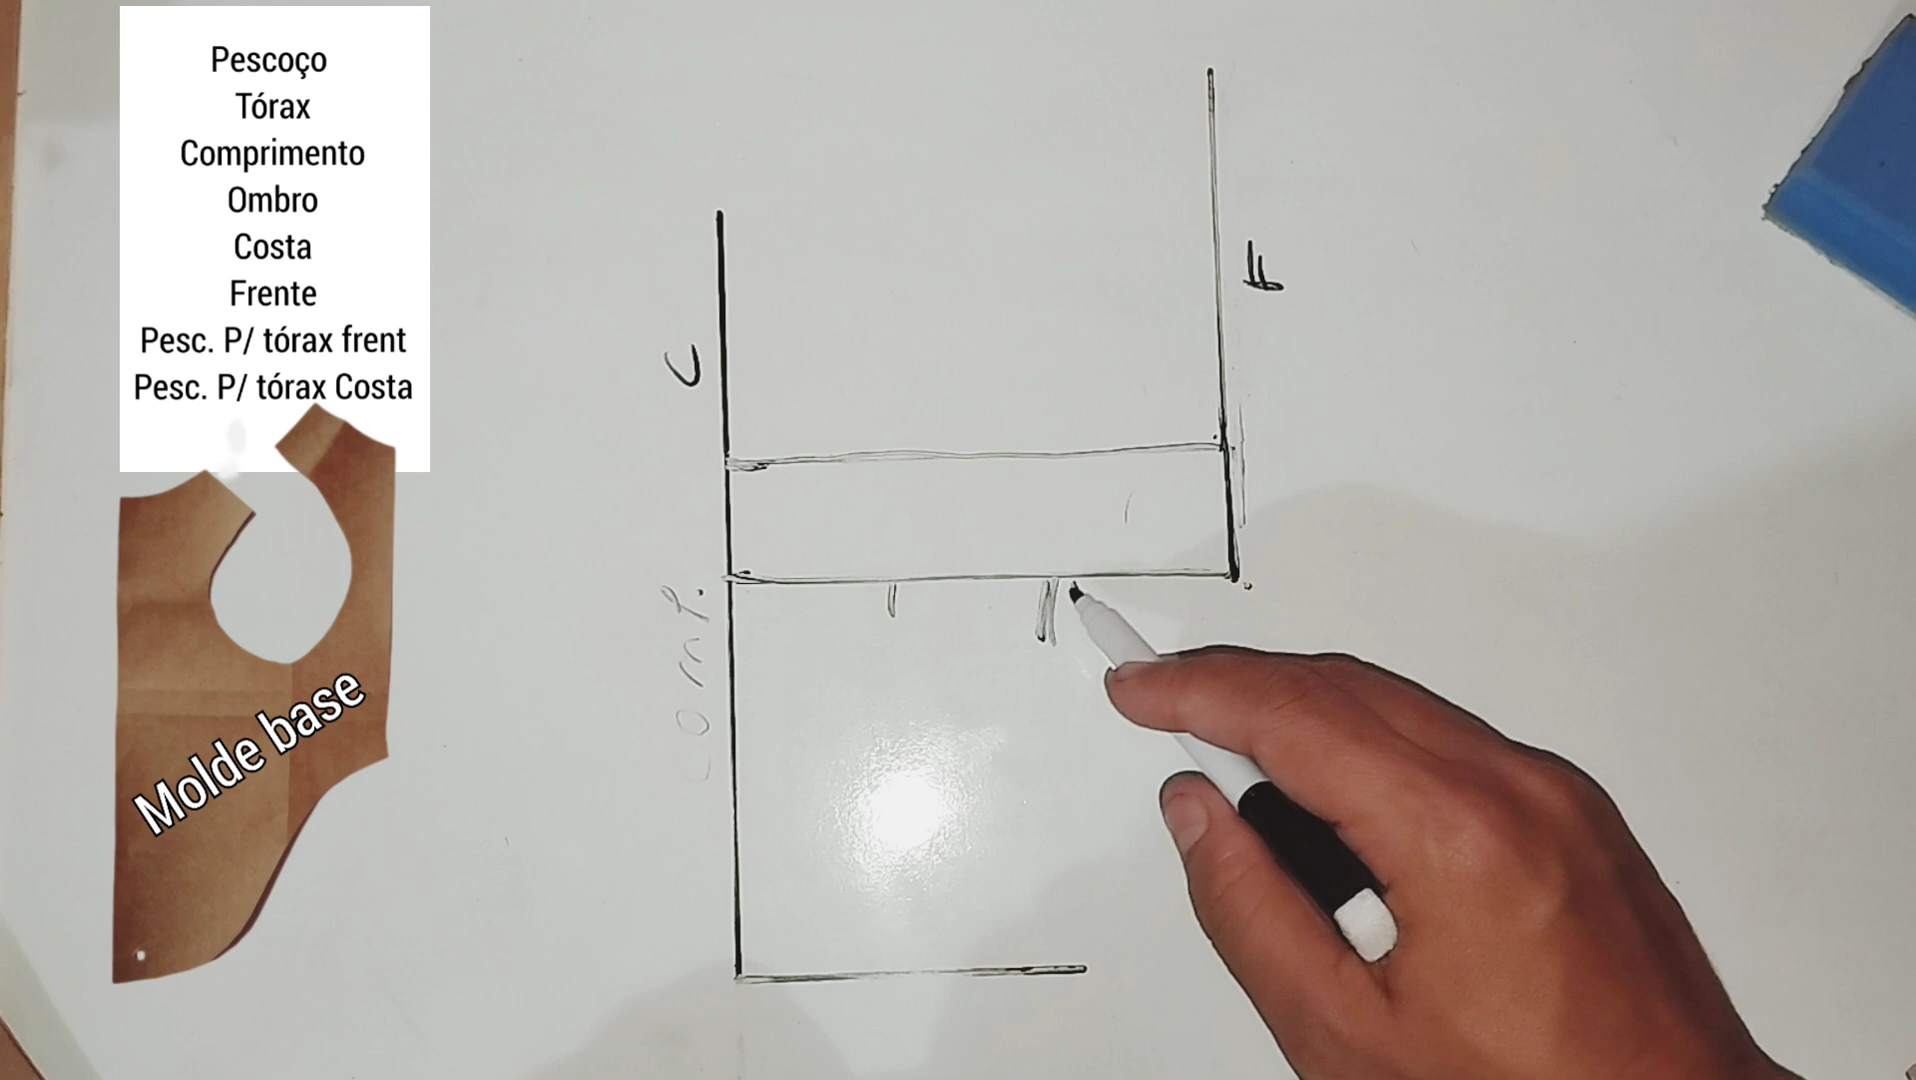 Pescoço
Tórax
Comprimento
Ombro
Costa
Frente
Pesc. P/ tórax frent
Pesc. P/ tórax Costa
Molde base
C
F
comp.